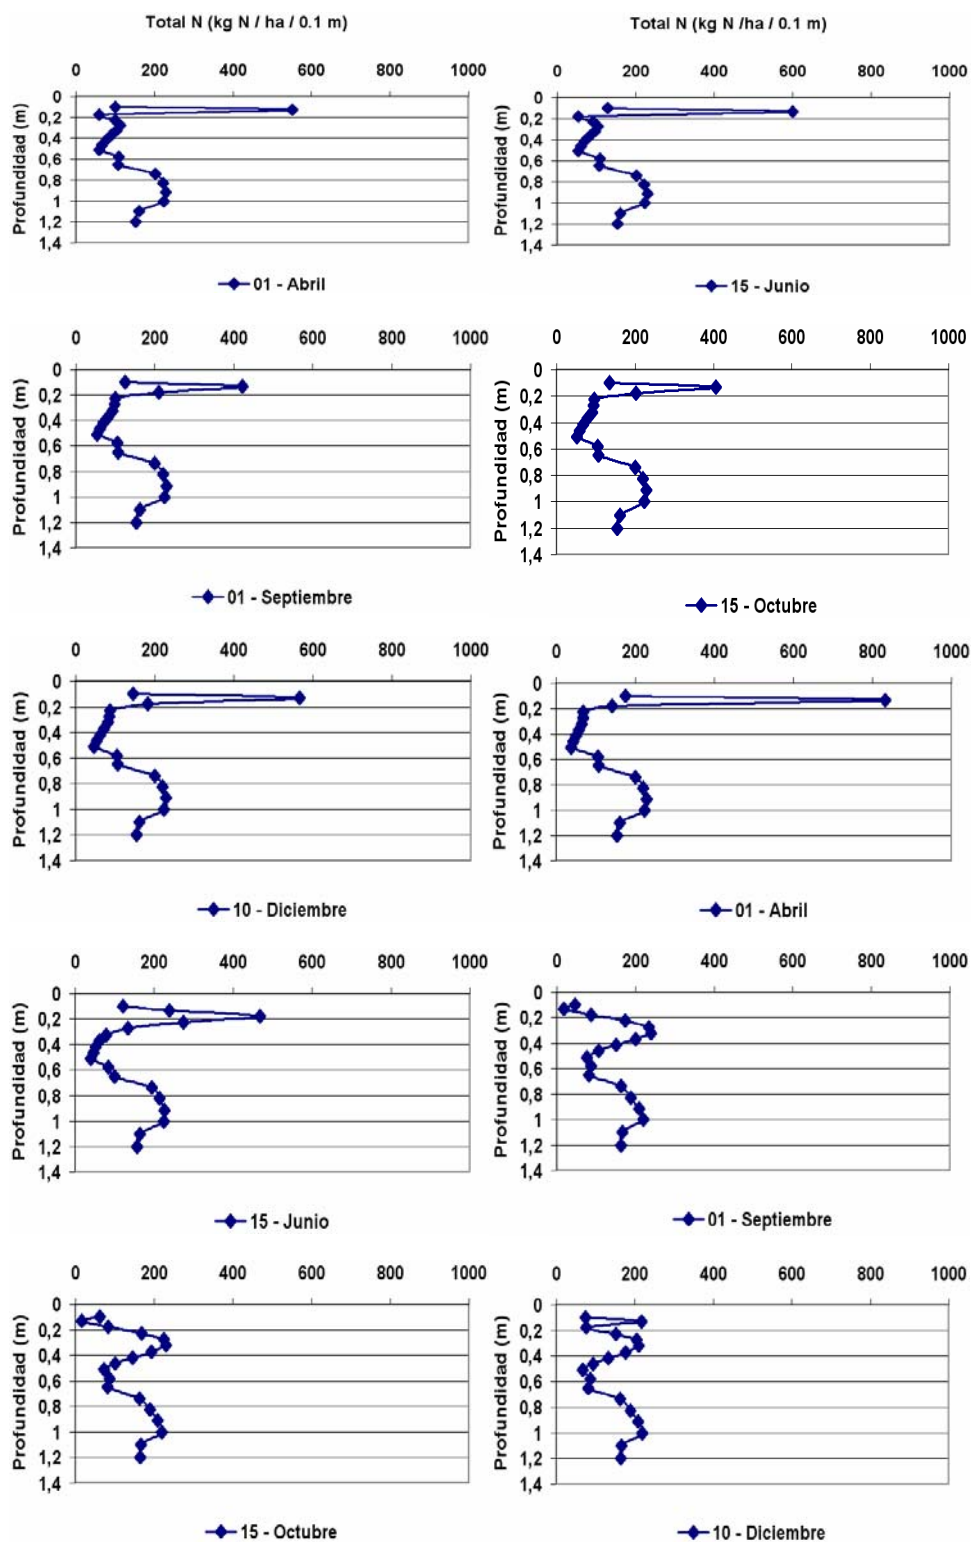 Total N (kg N / ha / 0.1 m)
0 200 400 600 800 1000
Profundidad (m)
0
0,2
0,4
0,6
0,8
1
1,2
1,4
01 - Abril
Total N (kg N /ha / 0.1 m)
0 200 400 600 800 1000
Profundidad (m)
0
0,2
0,4
0,6
0,8
1
1,2
1,4
15 - Junio
0 200 400 600 800 1000
Profundidad (m)
0
0,2
0,4
0,6
0,8
1
1,2
1,4
01 - Septiembre
0 200 400 600 800 1000
Profundidad (m)
0
0,2
0,4
0,6
0,8
1
1,2
1,4
15 - Octubre
0 200 400 600 800 1000
Profundidad (m)
0
0,2
0,4
0,6
0,8
1
1,2
1,4
10 - Diciembre
0 200 400 600 800 1000
Profundidad (m)
0
0,2
0,4
0,6
0,8
1
1,2
1,4
01 - Abril
0 200 400 600 800 1000
Profundidad (m)
0
0,2
0,4
0,6
0,8
1
1,2
1,4
15 - Junio
0 200 400 600 800 1000
Profundidad (m)
0
0,2
0,4
0,6
0,8
1
1,2
1,4
01 - Septiembre
0 200 400 600 800 1000
Profundidad (m)
0
0,2
0,4
0,6
0,8
1
1,2
1,4
15 - Octubre
0 200 400 600 800 1000
Profundidad (m)
0
0,2
0,4
0,6
0,8
1
1,2
1,4
10 - Diciembre